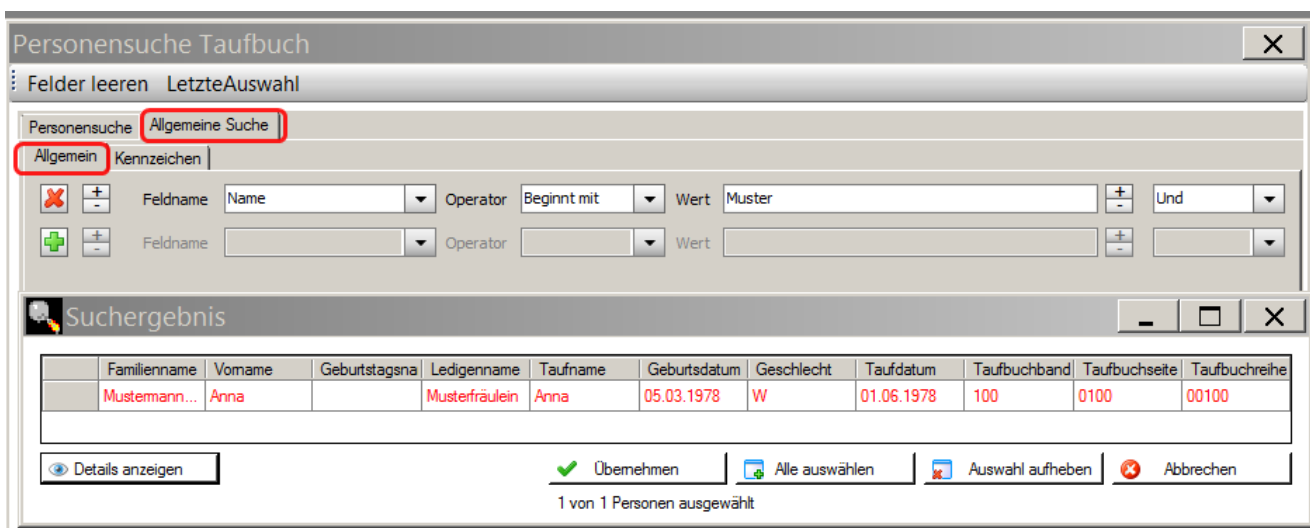 Personensuche Taufbuch
Felder leeren LetzteAuswahl
Personensuche Allgemeine Suche
Allgemein Kennzeichen
Feldname Name Operator Beginnt mit Wert Muster Und
Feldname Operator Wert
Suchergebnis
Familienname Vorname Geburtstagsna Ledigenname Taufname Geburtsdatum Geschlecht Taufdatum Taufbuchband Taufbuchseite Taufbuchreihe
Mustermann... Anna Musterfräulein Anna 05.03.1978 W 01.06.1978 100 0100 00100
Details anzeigen Übernehmen Alle auswählen Auswahl aufheben Abbrechen
1 von 1 Personen ausgewählt